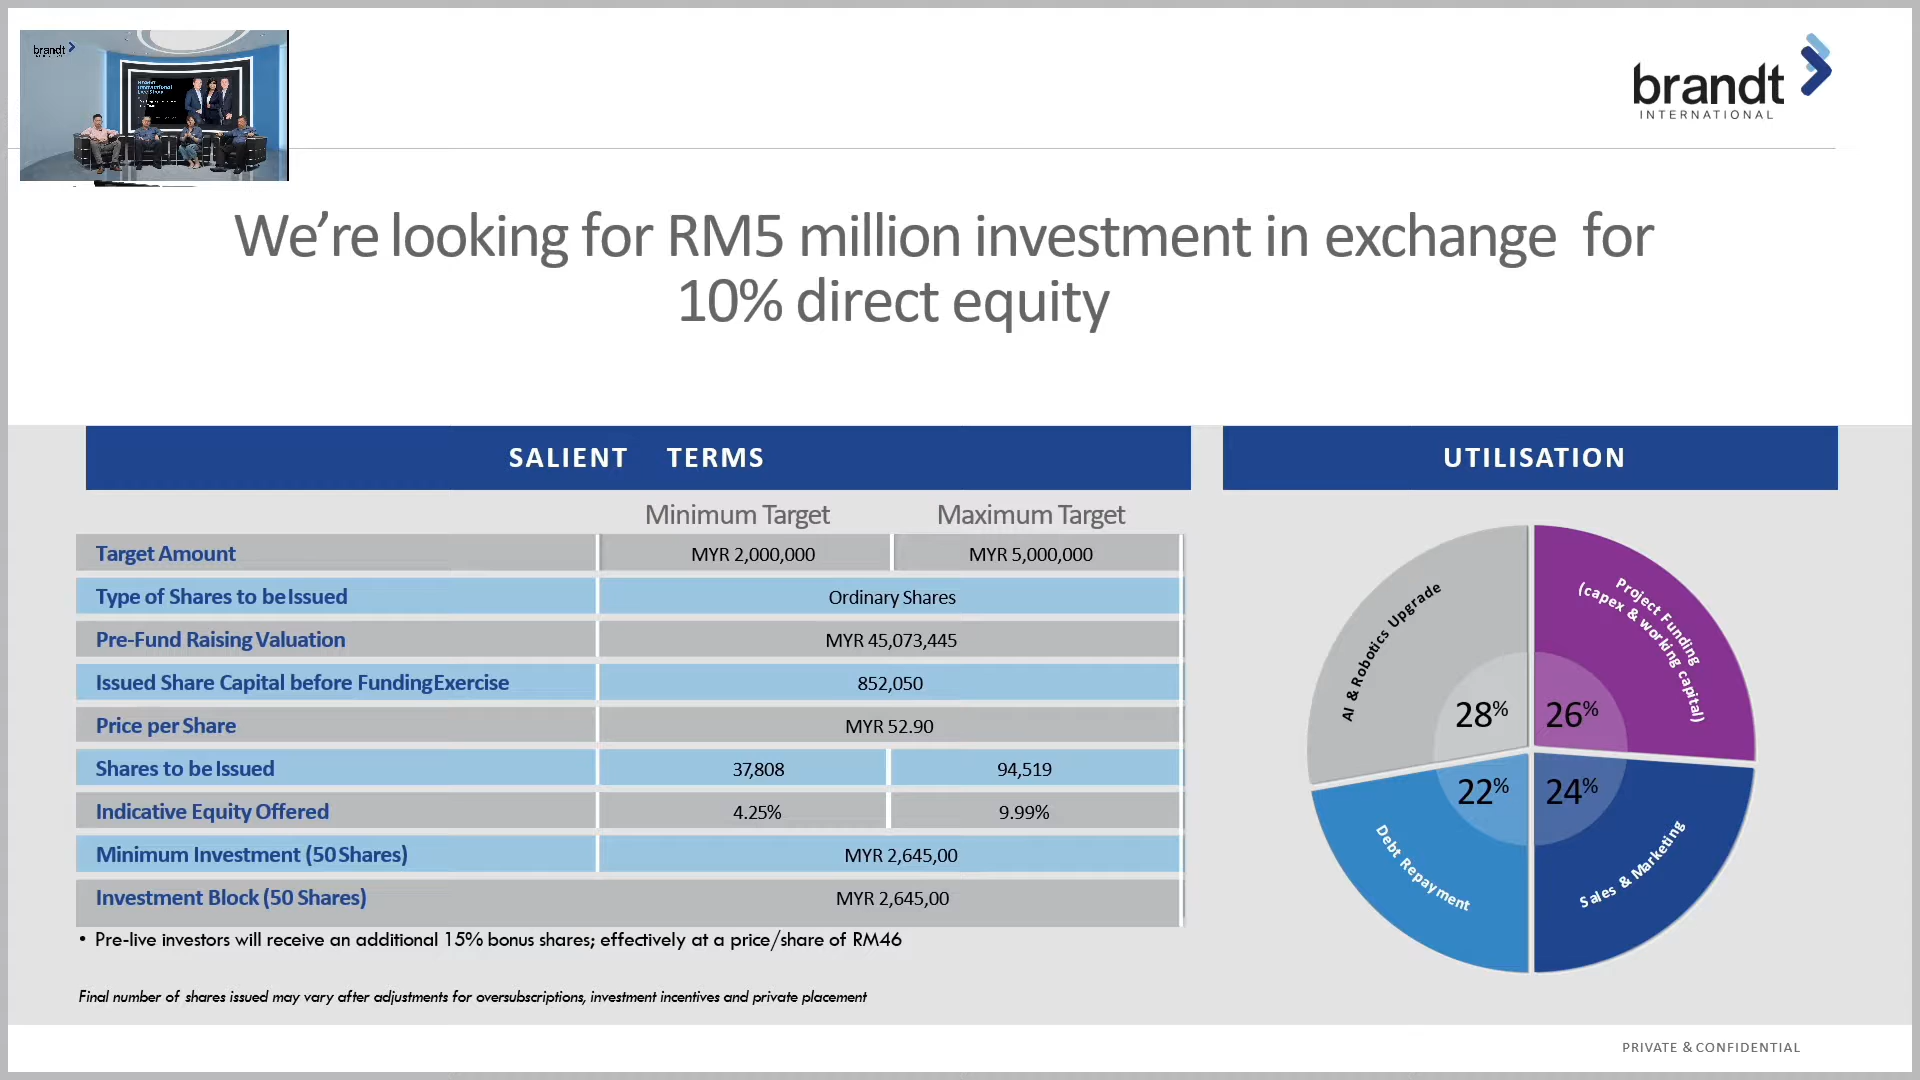 brandt
brandt
INTERNATIONAL
We're looking for RM5 million investment in exchange for
10% direct equity
SALIENT TERMS
UTILISATION
Minimum Target Maximum Target
Target Amount MYR 2,000,000 MYR 5,000,000
Type of Shares to be Issued Ordinary Shares
Pre-Fund Raising Valuation MYR 45,073,445
Issued Share Capital before Funding Exercise 852,050
Price per Share MYR 52.90
Shares to be Issued 37,808 94,519
Indicative Equity Offered 4.25% 9.99%
Minimum Investment (50 Shares) MYR 2,645,00
Investment Block (50 Shares) MYR 2,645,00
• Pre-live investors will receive an additional 15% bonus shares; effectively at a price/share of RM46
Final number of shares issued may vary after adjustments for oversubscriptions, investment incentives and private placement
AI & Robotics Upgrade
28%
Project Funding
(capex & working capital)
26%
Debt Repayment
22%
Sales & Marketing
24%
PRIVATE & CONFIDENTIAL